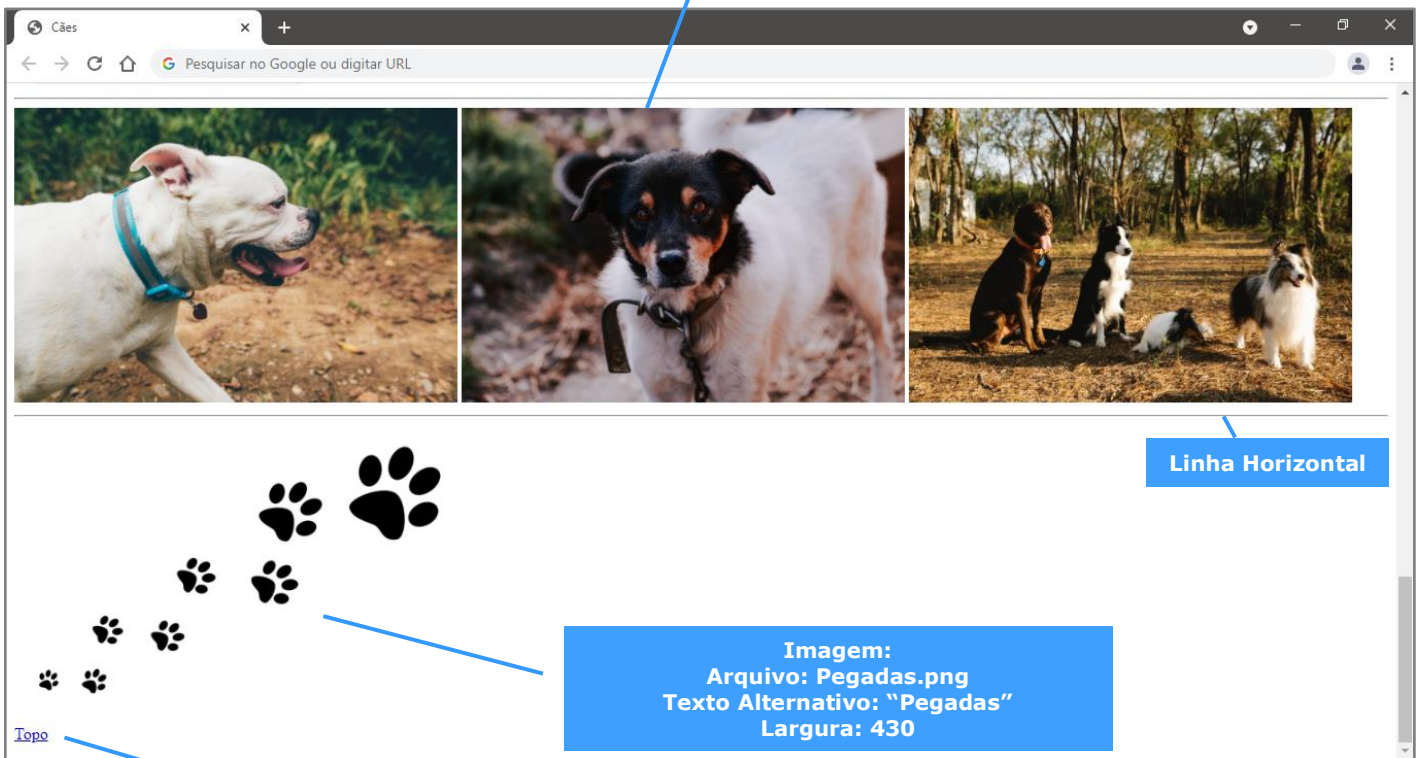 Cães
Pesquisar no Google ou digitar URL
Linha Horizontal
Imagem:
Arquivo: Pegadas.png
Texto Alternativo: “Pegadas”
Largura: 430
Topo